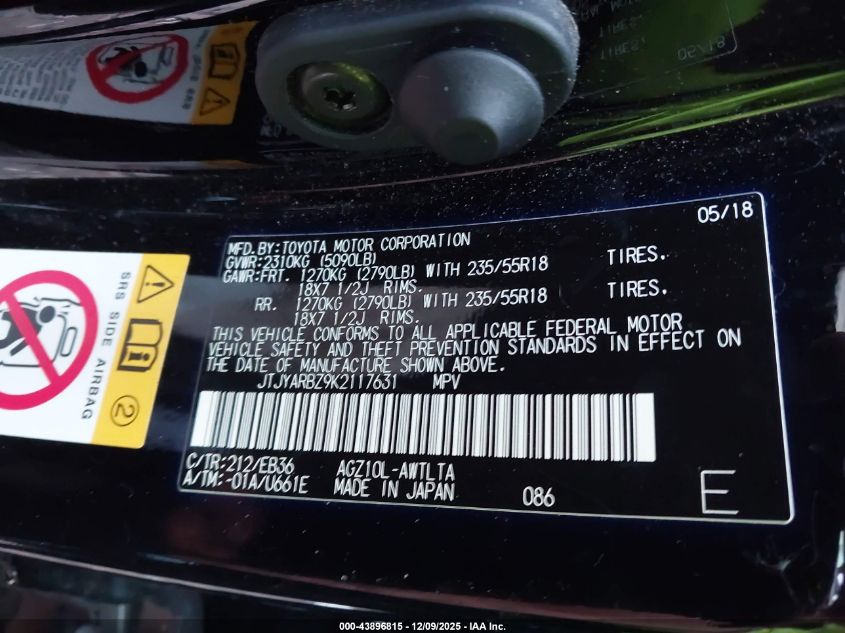 05/18
MFD.BY:TOYOTA MOTOR CORPORATION
GVWR:2310KG (5090LB)
GAWR:FRT. 1270KG (2790LB) WITH 235/55R18 TIRES.
18X7 1/2J RIMS.
RR. 1270KG (2790LB) WITH 235/55R18 TIRES.
18X7 1/2J RIMS.
THIS VEHICLE CONFORMS TO ALL APPLICABLE FEDERAL MOTOR
VEHICLE SAFETY AND THEFT PREVENTION STANDARDS IN EFFECT ON
THE DATE OF MANUFACTURE SHOWN ABOVE.
JTJYARBZ9K2117631 MPV
C/TR:212/EB36 AGZ10L-AWTLTA
A/TM:-01A/U661E MADE IN JAPAN 086 E
SRS SIDE AIRBAG
2
000-43896815 - 12/09/2025 - IAA Inc.